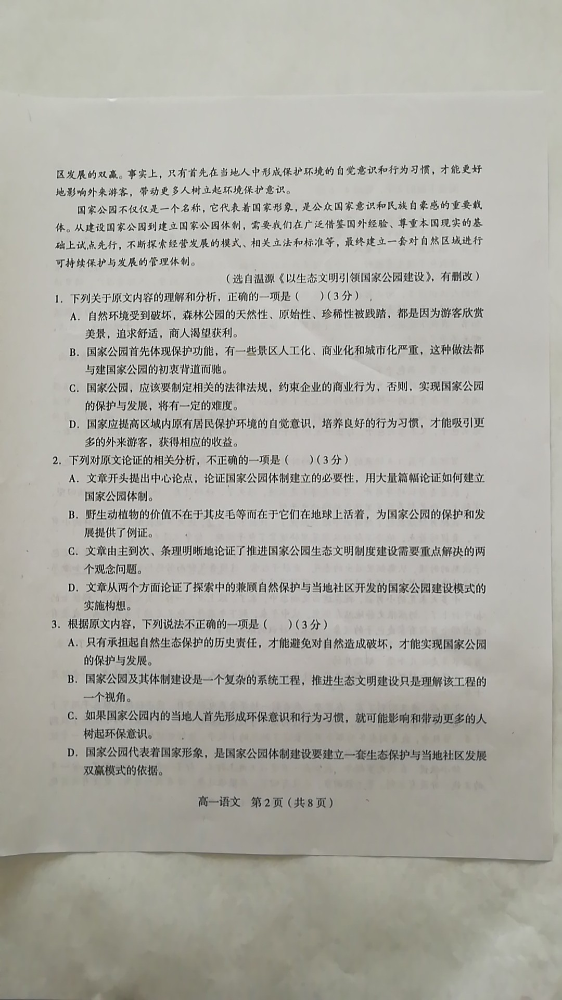 区发展的双赢。事实上，只有首先在当地人中形成保护环境的自觉意识和行为习惯，才能更好
地影响外来游客，带动更多人树立起环境保护意识。
国家公园不仅仅是一个名称，它代表着国家形象，是公众国家意识和民族自豪感的重要载
体。从建设国家公园到建立国家公园体制，需要我们在广泛借鉴国外经验、尊重本国现实的基
础上试点先行，不断探索经营发展的模式、相关立法和标准等，最终建立一套对自然区域进行
可持续保护与发展的管理体制。
（选自温源《以生态文明引领国家公园建设》，有删改）
1．下列关于原文内容的理解和分析，正确的一项是（　　）（3分）
A．自然环境受到破坏，森林公园的天然性、原始性、珍稀性被践踏，都是因为游客欣赏
美景，追求舒适，商人渴望获利。
B．国家公园首先体现保护功能，有一些景区人工化、商业化和城市化严重，这种做法都
与建国家公园的初衷背道而驰。
C．国家公园，应该要制定相关的法律法规，约束企业的商业行为，否则，实现国家公园
的保护与发展，将有一定的难度。
D．国家应提高区域内原有居民保护环境的自觉意识，培养良好的行为习惯，才能吸引更
多的外来游客，获得相应的收益。
2．下列对原文论证的相关分析，不正确的一项是（　　）（3分）
A．文章开头提出中心论点，论证国家公园体制建立的必要性，用大量篇幅论证如何建立
国家公园体制。
B．野生动植物的价值不在于其皮毛等而在于它们在地球上活着，为国家公园的保护和发
展提供了例证。
C．文章由主到次、条理明晰地论证了推进国家公园生态文明制度建设需要重点解决的两
个观念问题。
D．文章从两个方面论证了探索中的兼顾自然保护与当地社区开发的国家公园建设模式的
实施构想。
3．根据原文内容，下列说法不正确的一项是（　　）（3分）
A．只有承担起自然生态保护的历史责任，才能避免对自然造成破坏，才能实现国家公园
的保护与发展。
B．国家公园及其体制建设是一个复杂的系统工程，推进生态文明建设只是理解该工程的
一个视角。
C．如果国家公园内的当地人首先形成环保意识和行为习惯，就可能影响和带动更多的人
树起环保意识。
D．国家公园代表着国家形象，是国家公园体制建设要建立一套生态保护与当地社区发展
双赢模式的依据。
高一语文　第2页（共8页）